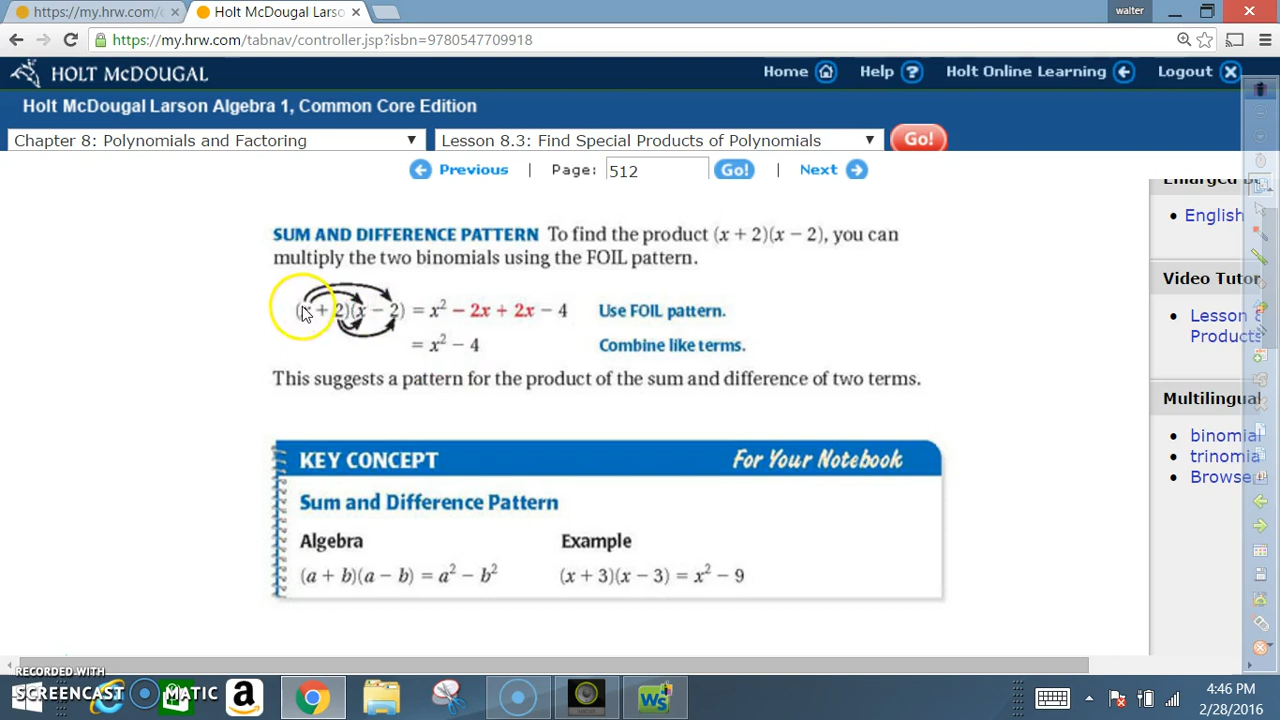 https://my.hrw.com/c
Holt McDougal Larso
walter
https://my.hrw.com/tabnav/controller.jsp?isbn=9780547709918
HOLT McDOUGAL
Home
Help ?
Holt Online Learning
Logout X
Holt McDougal Larson Algebra 1, Common Core Edition
Chapter 8: Polynomials and Factoring
Lesson 8.3: Find Special Products of Polynomials
Go!
Previous | Page: 512 Go! | Next
Enlarged
English
SUM AND DIFFERENCE PATTERN To find the product (x + 2)(x − 2), you can
multiply the two binomials using the FOIL pattern.
Video Tutor
(x + 2)(x − 2) = x² − 2x + 2x − 4 Use FOIL pattern.
Lesson 8
Products
= x² − 4 Combine like terms.
This suggests a pattern for the product of the sum and difference of two terms.
Multilingual
binomia
trinomia
Browse
KEY CONCEPT For Your Notebook
Sum and Difference Pattern
Algebra Example
(a + b)(a − b) = a² − b² (x + 3)(x − 3) = x² − 9
RECORDED WITH
SCREENCAST MATIC
WS
4:46 PM
2/28/2016